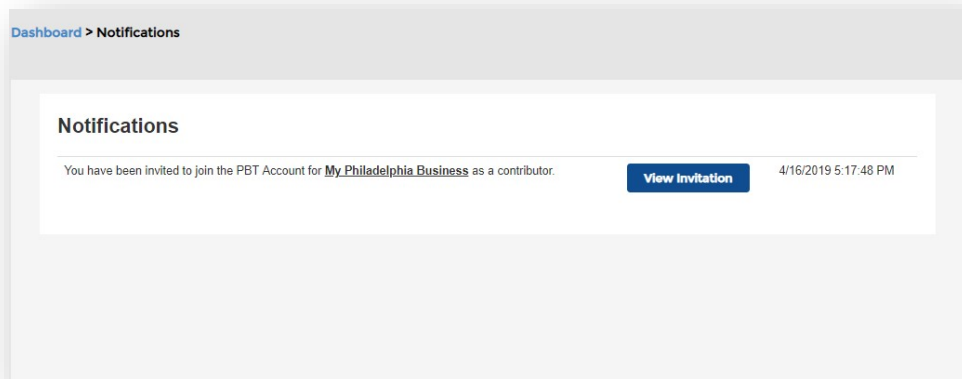 Dashboard > Notifications
Notifications
You have been invited to join the PBT Account for My Philadelphia Business as a contributor. View Invitation 4/16/2019 5:17:48 PM